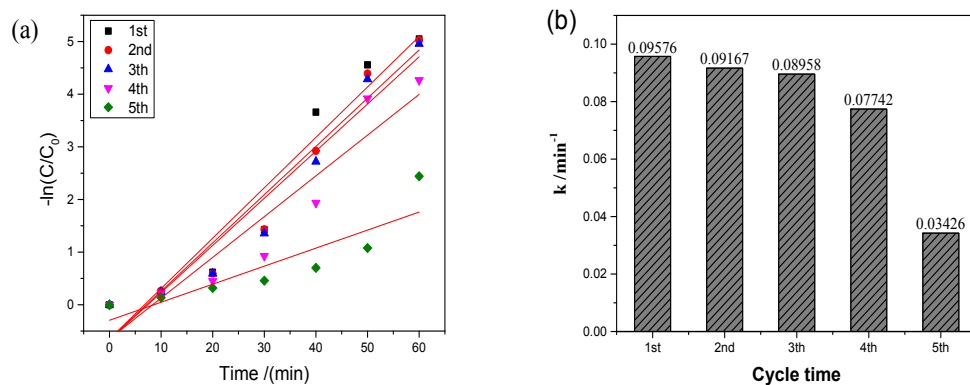 (a)
1st
2nd
3th
4th
5th
-ln(C/C₀)
5
4
3
2
1
0
0 10 20 30 40 50 60
Time /(min)
(b)
k /min⁻¹
0.10
0.08
0.06
0.04
0.02
0.00
0.09576
0.09167
0.08958
0.07742
0.03426
1st 2nd 3th 4th 5th
Cycle time